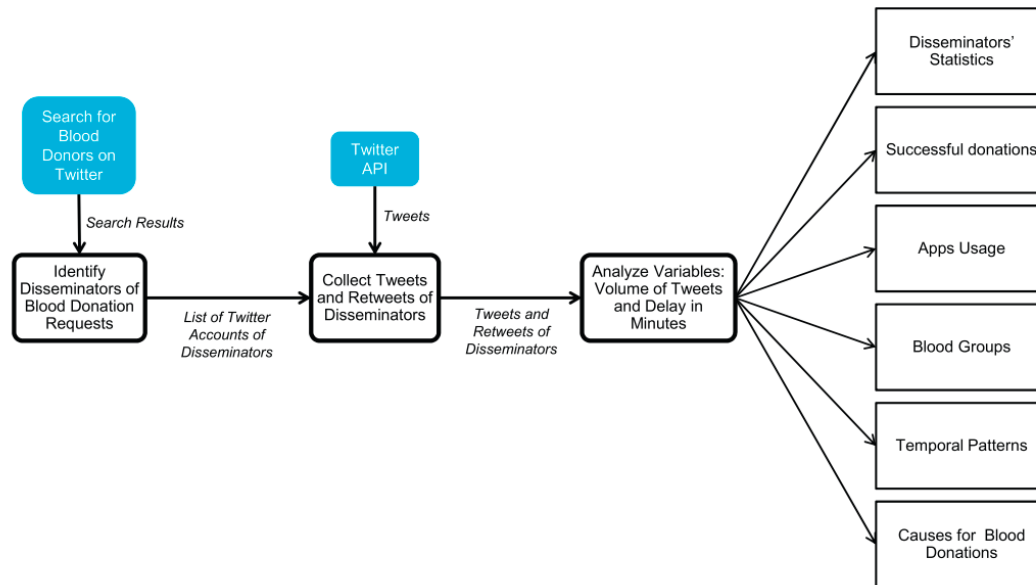 Search for
Blood
Donors on
Twitter
Search Results
Identify
Disseminators of
Blood Donation
Requests
List of Twitter
Accounts of
Disseminators
Twitter
API
Tweets
Collect Tweets
and Retweets of
Disseminators
Tweets and
Retweets of
Disseminators
Analyze Variables:
Volume of Tweets
and Delay in
Minutes
Disseminators’
Statistics
Successful donations
Apps Usage
Blood Groups
Temporal Patterns
Causes for Blood
Donations